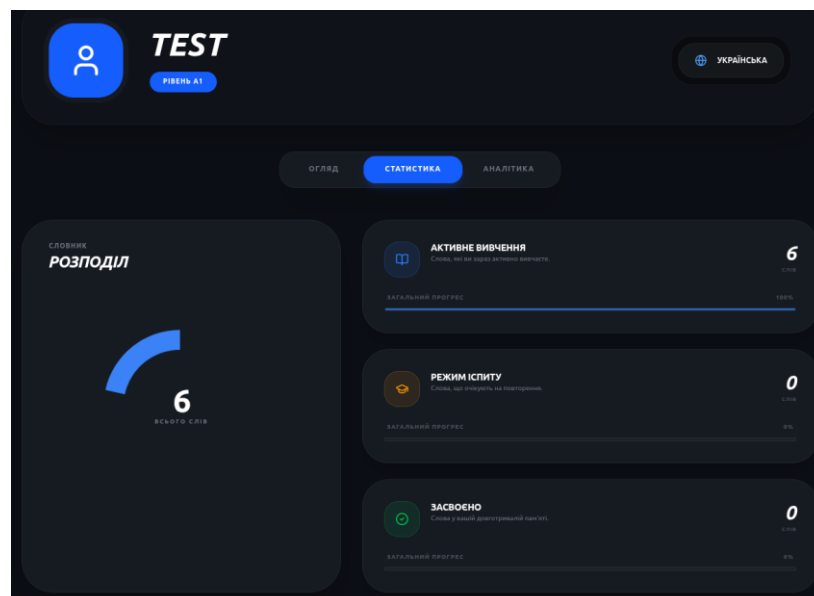 TEST
РІВЕНЬ А1
УКРАЇНСЬКА
ОГЛЯД
СТАТИСТИКА
АНАЛІТИКА
СЛОВНИК
РОЗПОДІЛ
6
ВСЬОГО СЛІВ
АКТИВНЕ ВИВЧЕННЯ
Слова, які ви зараз активно вивчаєте.
6
СЛІВ
ЗАГАЛЬНИЙ ПРОГРЕС
100%
РЕЖИМ ІСПИТУ
Слова, що очікують на повторення.
0
СЛІВ
ЗАГАЛЬНИЙ ПРОГРЕС
0%
ЗАСВОЄНО
Слова у вашій довготривалій пам'яті.
0
СЛІВ
ЗАГАЛЬНИЙ ПРОГРЕС
0%